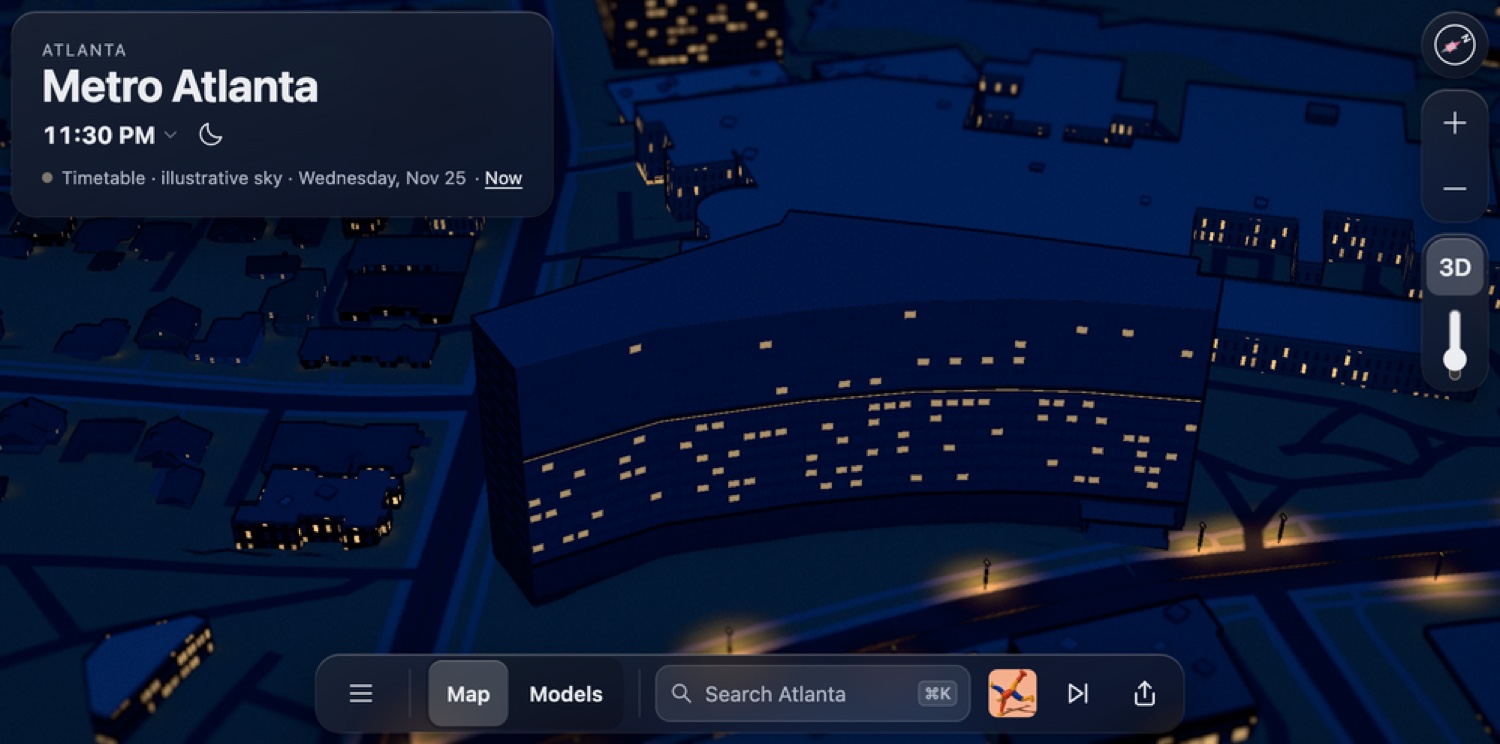 ATLANTA
Metro Atlanta
11:30 PM
Timetable · illustrative sky · Wednesday, Nov 25 · Now
N
+
−
3D
Map
Models
Search Atlanta
⌘K